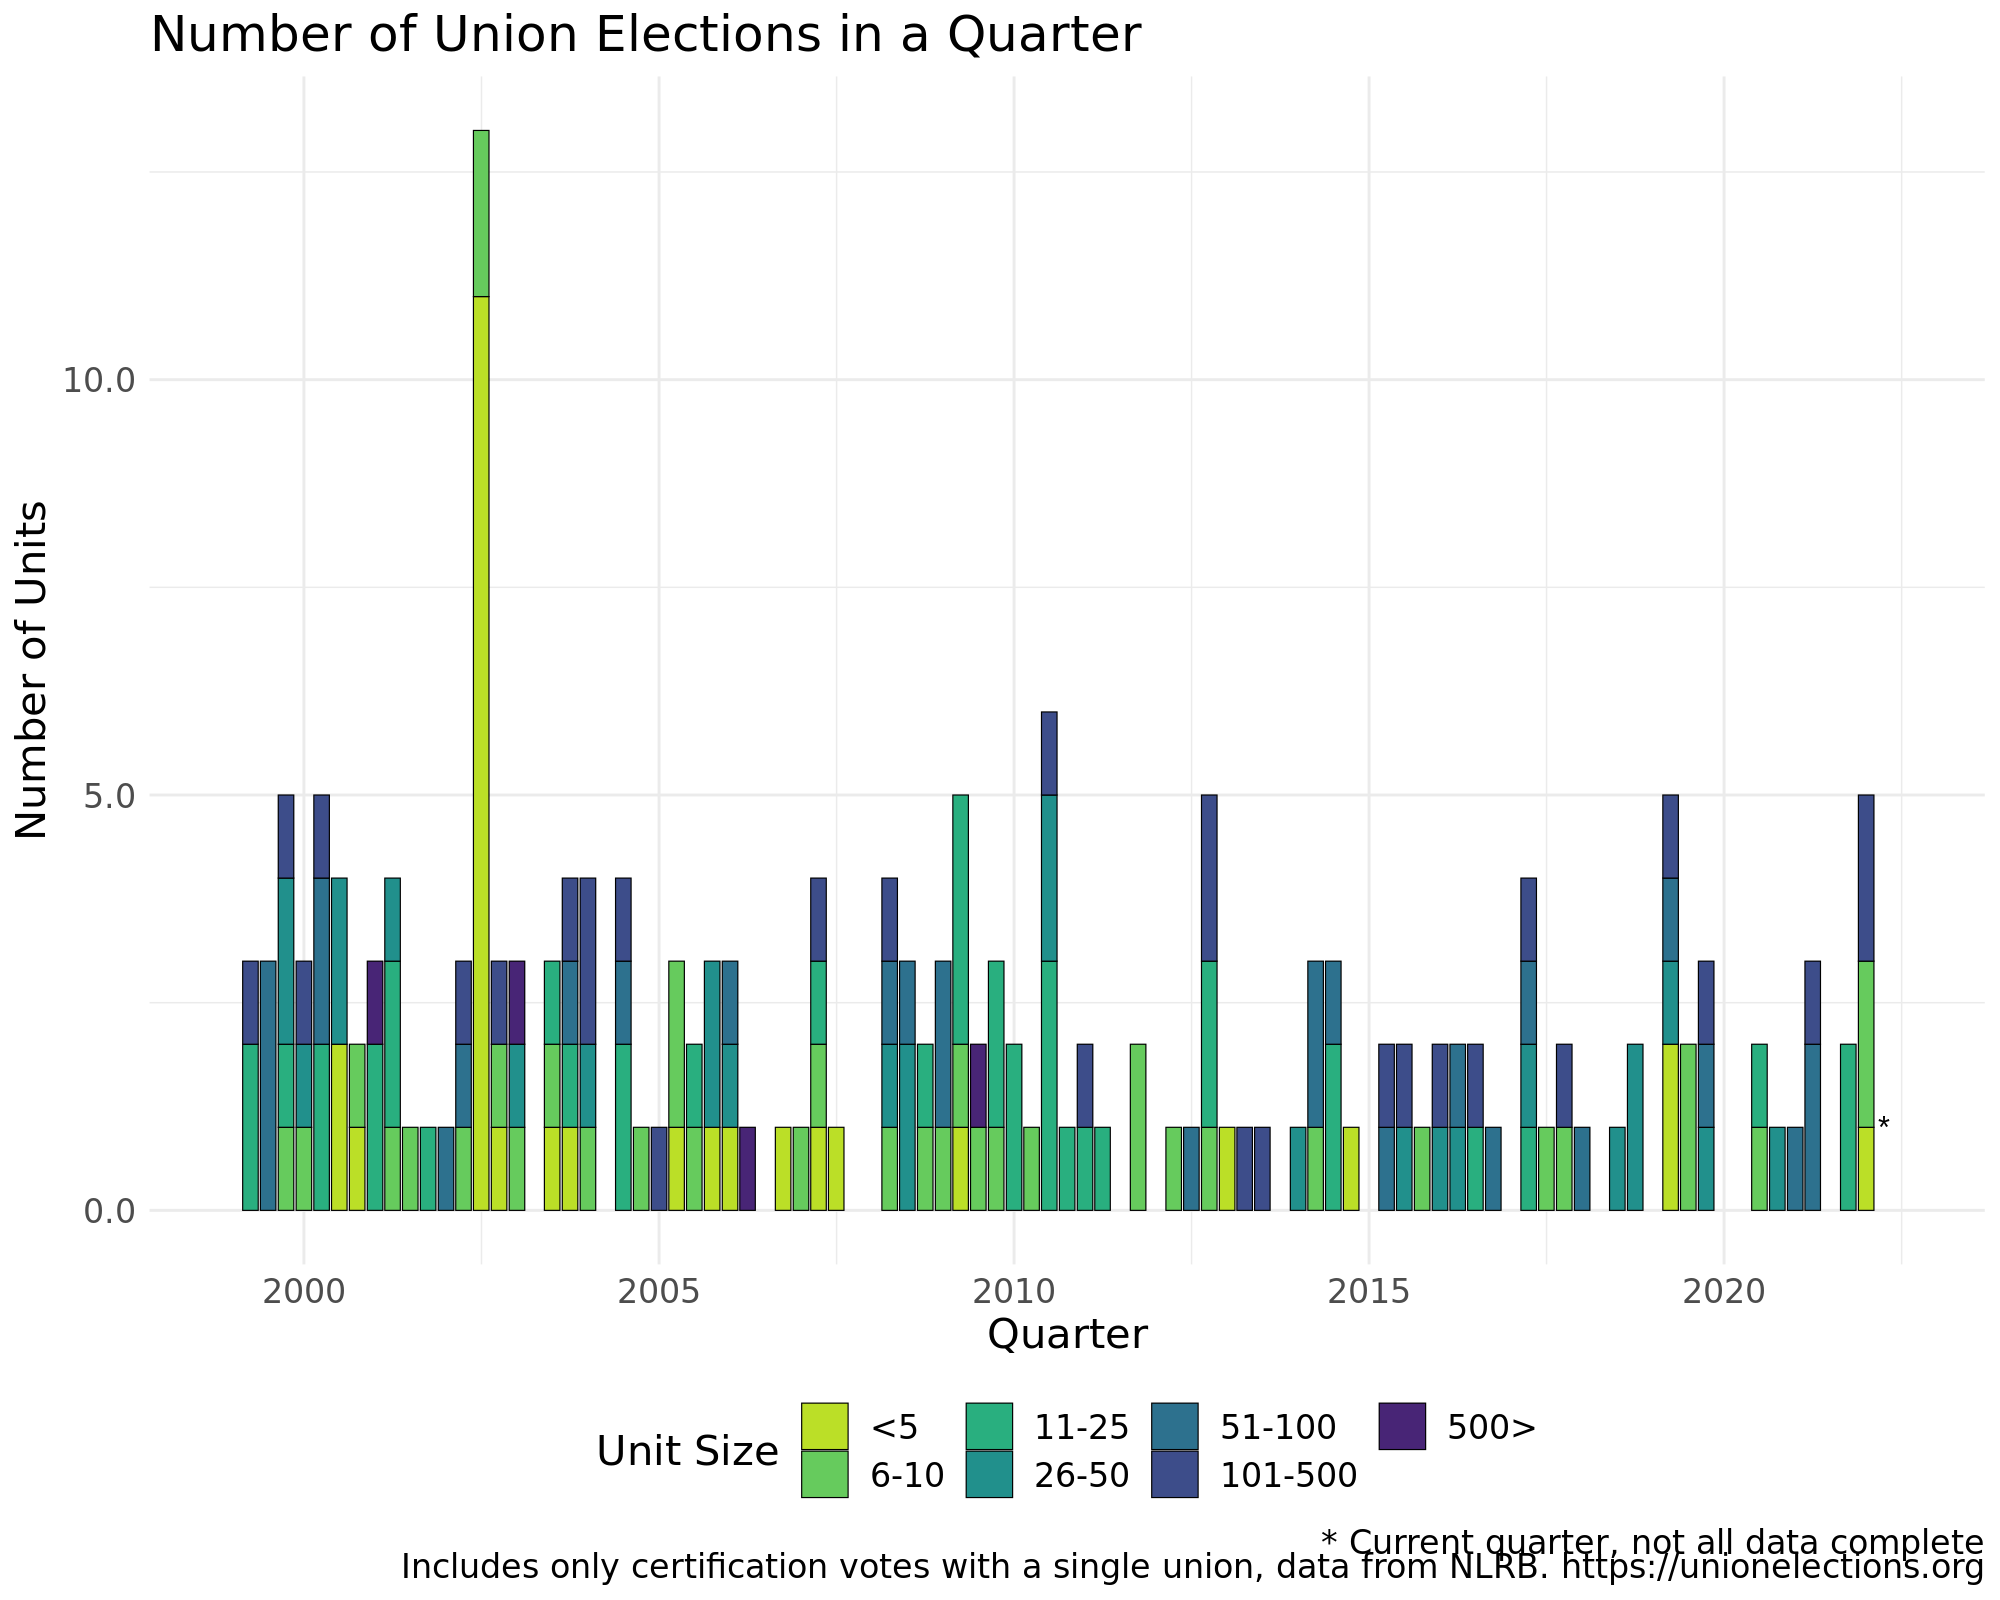 Number of Union Elections in a Quarter
Number of Units
10.0
5.0
0.0
*
2000 2005 2010 2015 2020
Quarter
Unit Size
<5 11-25 51-100 500>
6-10 26-50 101-500
* Current quarter, not all data complete
Includes only certification votes with a single union, data from NLRB. https://unionelections.org